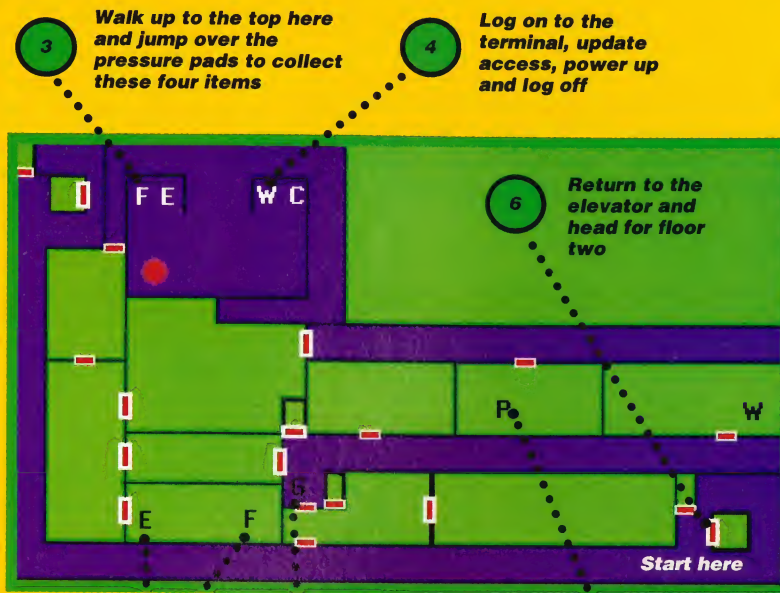 3
Walk up to the top here
and jump over the
pressure pads to collect
these four items
4
Log on to the
terminal, update
access, power up
and log off
6
Return to the
elevator and
head for floor
two
F E
W C
P
W
E
F
Start here